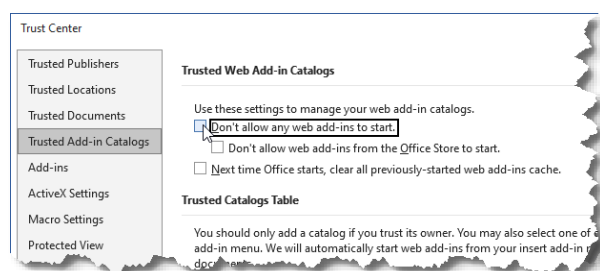 Trust Center
Trusted Publishers
Trusted Locations
Trusted Documents
Trusted Add-in Catalogs
Add-ins
ActiveX Settings
Macro Settings
Protected View
Trusted Web Add-in Catalogs
Use these settings to manage your web add-in catalogs.
Don't allow any web add-ins to start.
Don't allow web add-ins from the Office Store to start.
Next time Office starts, clear all previously-started web add-ins cache.
Trusted Catalogs Table
You should only add a catalog if you trust its owner. You may also select one of
add-in menu. We will automatically start web add-ins from your insert add-in